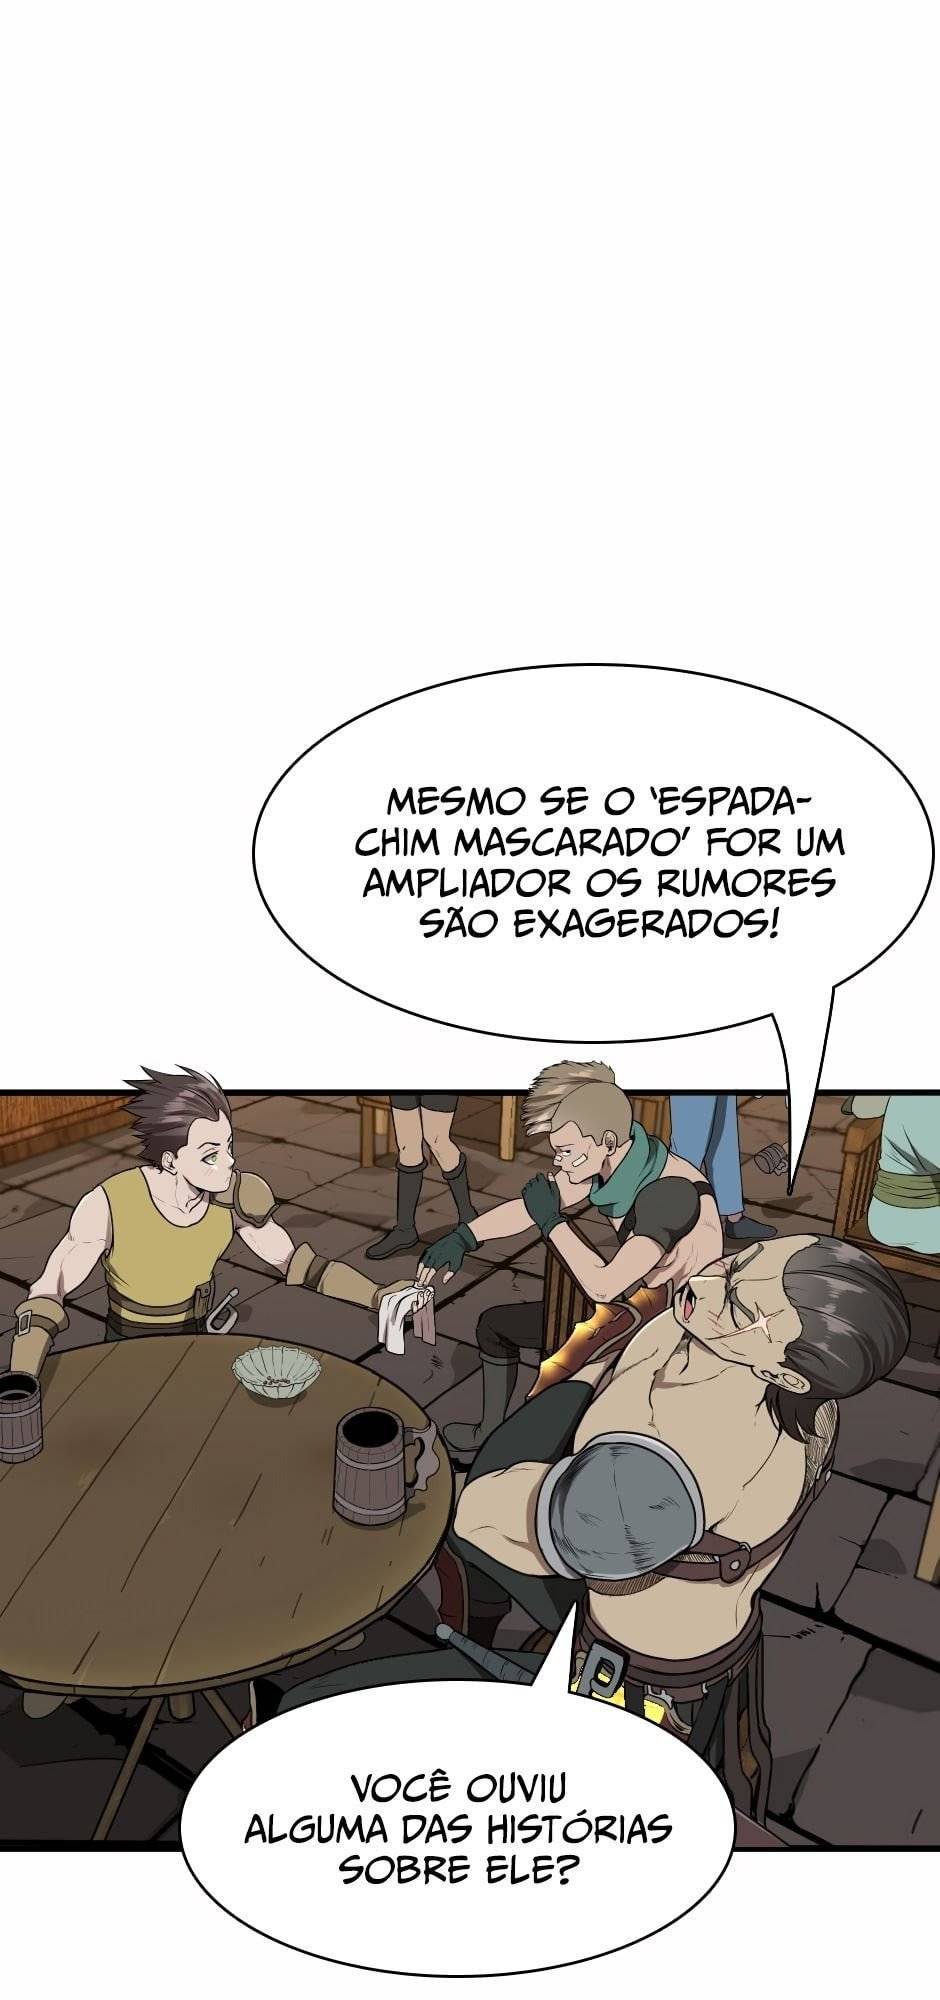 MESMO SE O 'ESPADA-
CHIM MASCARADO' FOR UM
AMPLIADOR OS RUMORES
SÃO EXAGERADOS!
VOCÊ OUVIU
ALGUMA DAS HISTÓRIAS
SOBRE ELE?